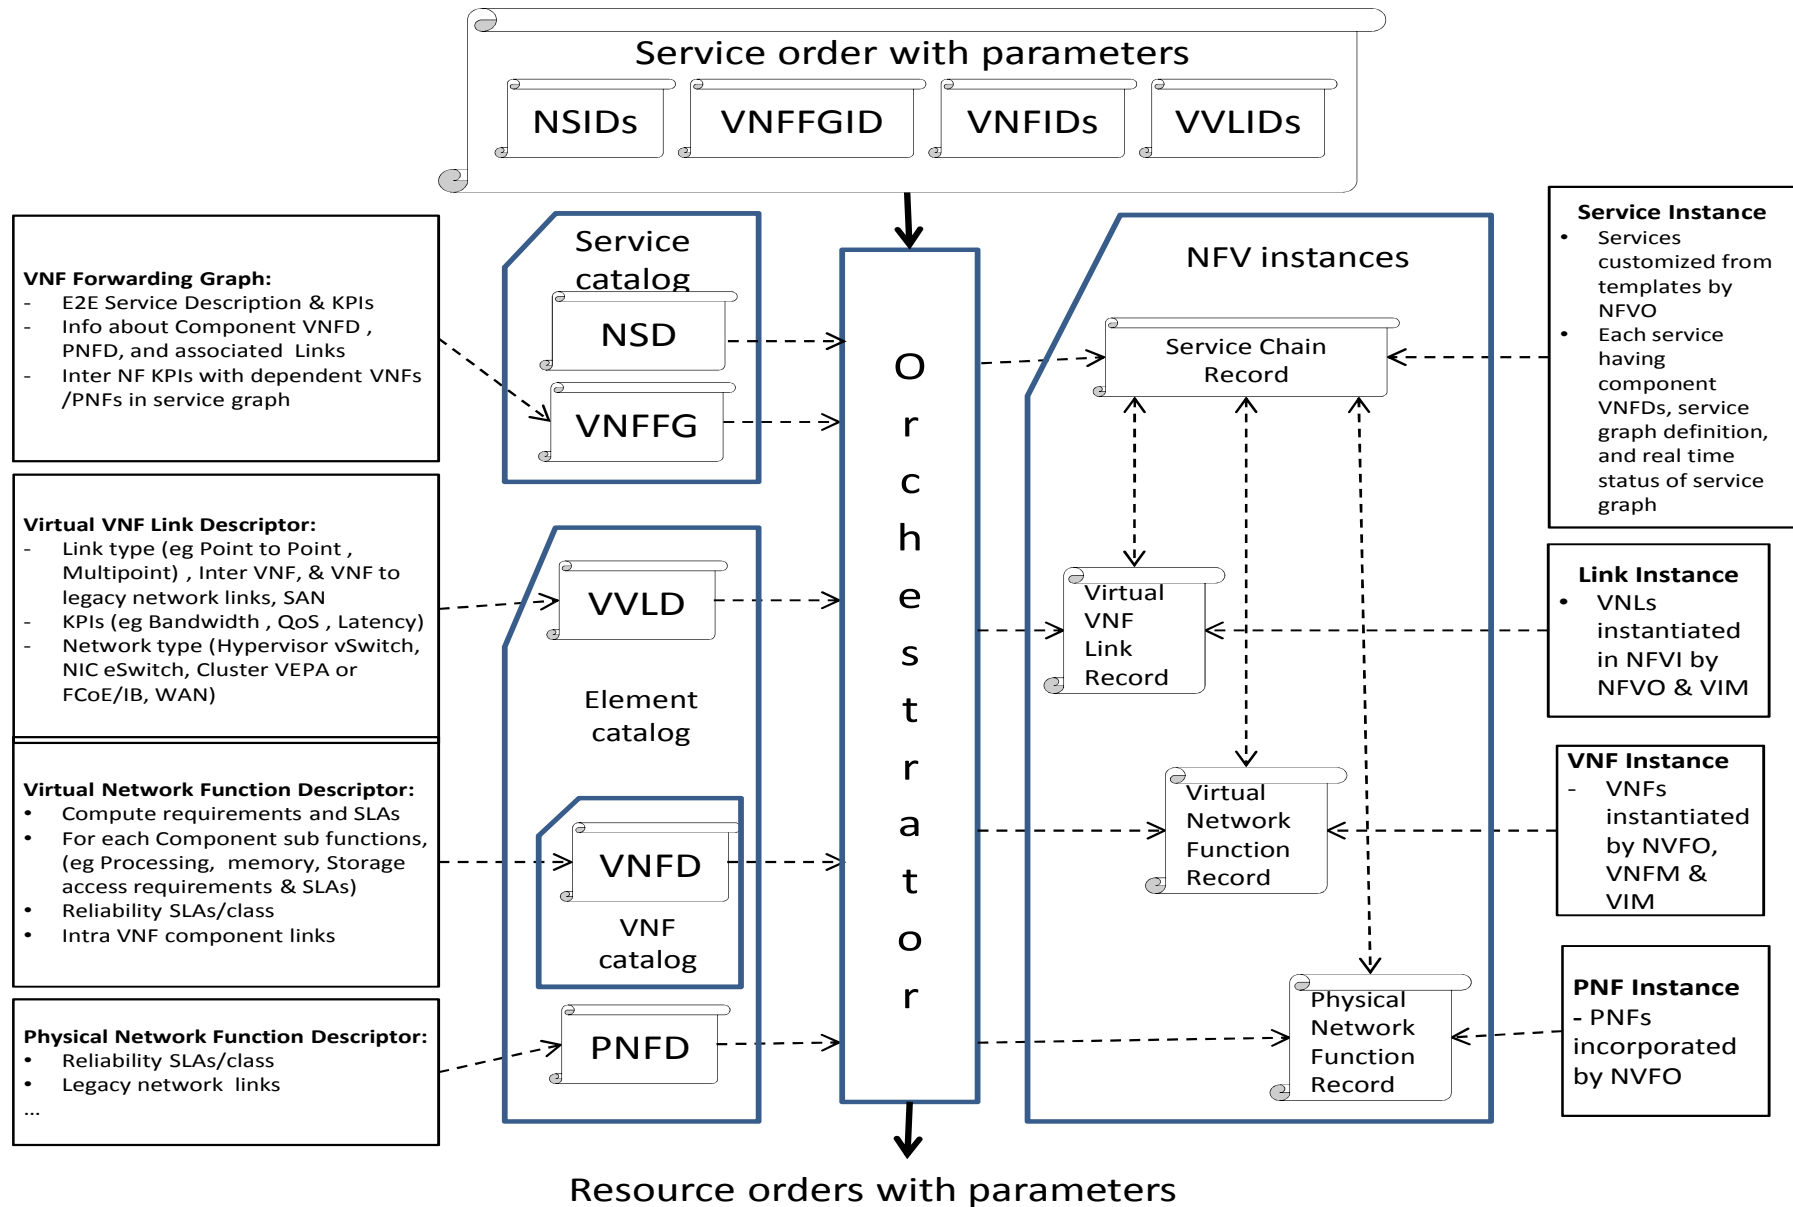 Service order with parameters
NSIDs
VNFFGID
VNFIDs
VVLIDs
VNF Forwarding Graph:
- E2E Service Description & KPIs
- Info about Component VNFD ,
PNFD, and associated Links
- Inter NF KPIs with dependent VNFs
/PNFs in service graph
Virtual VNF Link Descriptor:
- Link type (eg Point to Point ,
Multipoint) , Inter VNF, & VNF to
legacy network links, SAN
- KPIs (eg Bandwidth , QoS , Latency)
- Network type (Hypervisor vSwitch,
NIC eSwitch, Cluster VEPA or
FCoE/IB, WAN)
Virtual Network Function Descriptor:
• Compute requirements and SLAs
• For each Component sub functions,
(eg Processing, memory, Storage
access requirements & SLAs)
• Reliability SLAs/class
• Intra VNF component links
Physical Network Function Descriptor:
• Reliability SLAs/class
• Legacy network links
...
Service
catalog
NSD
VNFFG
VVLD
Element
catalog
VNFD
VNF
catalog
PNFD
O
r
c
h
e
s
t
r
a
t
o
r
NFV instances
Service Chain
Record
Virtual
VNF
Link
Record
Virtual
Network
Function
Record
Physical
Network
Function
Record
Service Instance
• Services
customized from
templates by
NFVO
• Each service
having
component
VNFDs, service
graph definition,
and real time
status of service
graph
Link Instance
• VNLs
instantiated
in NFVI by
NFVO & VIM
VNF Instance
- VNFs
instantiated
by NVFO,
VNFM &
VIM
PNF Instance
- PNFs
incorporated
by NVFO
Resource orders with parameters